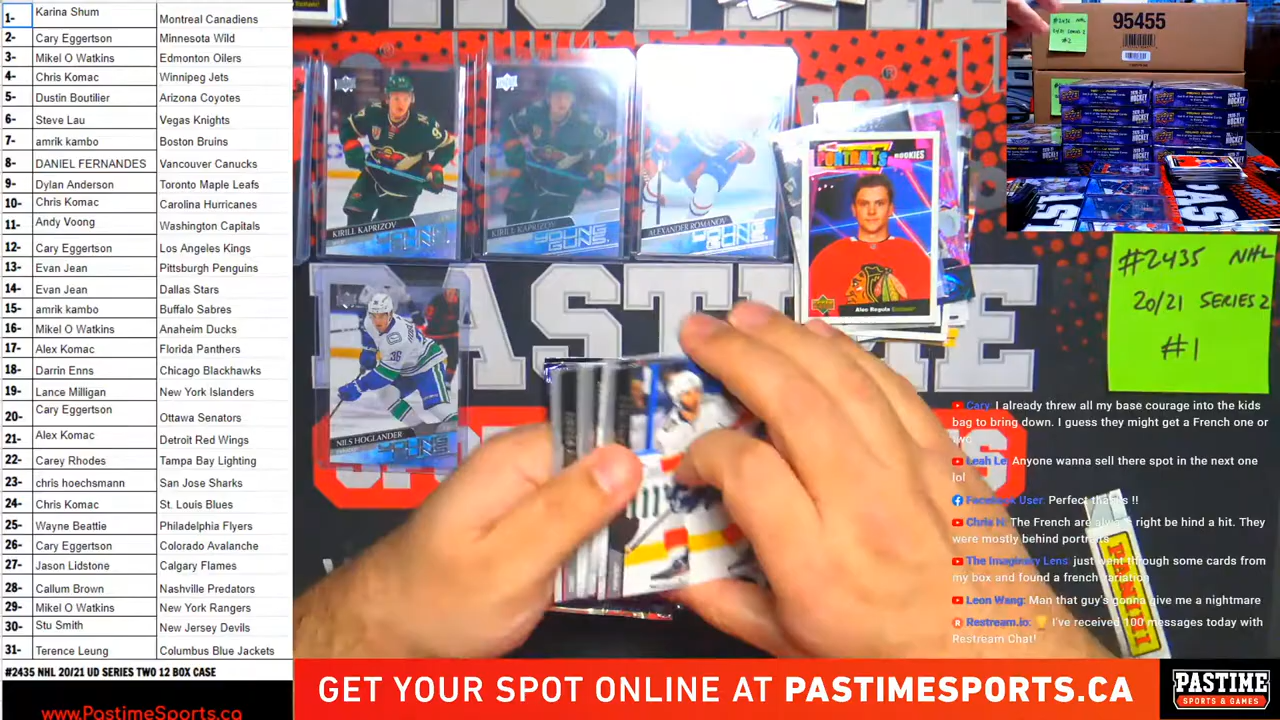 1- Karina Shum Montreal Canadiens
2- Cary Eggertson Minnesota Wild
3- Mikel O Watkins Edmonton Oilers
4- Chris Komac Winnipeg Jets
5- Dustin Boutilier Arizona Coyotes
6- Steve Lau Vegas Knights
7- amrik kambo Boston Bruins
8- DANIEL FERNANDES Vancouver Canucks
9- Dylan Anderson Toronto Maple Leafs
10- Chris Komac Carolina Hurricanes
11- Andy Voong Washington Capitals
12- Cary Eggertson Los Angeles Kings
13- Evan Jean Pittsburgh Penguins
14- Evan Jean Dallas Stars
15- amrik kambo Buffalo Sabres
16- Mikel O Watkins Anaheim Ducks
17- Alex Komac Florida Panthers
18- Darrin Enns Chicago Blackhawks
19- Lance Milligan New York Islanders
20- Cary Eggertson Ottawa Senators
21- Alex Komac Detroit Red Wings
22- Carey Rhodes Tampa Bay Lighting
23- chris hoechsmann San Jose Sharks
24- Chris Komac St. Louis Blues
25- Wayne Beattie Philadelphia Flyers
26- Cary Eggertson Colorado Avalanche
27- Jason Lidstone Calgary Flames
28- Callum Brown Nashville Predators
29- Mikel O Watkins New York Rangers
30- Stu Smith New Jersey Devils
31- Terence Leung Columbus Blue Jackets
#2435 NHL 20/21 UD SERIES TWO 12 BOX CASE
www.PastimeSports.ca
KIRILL KAPRIZOV
YOUNG GUNS
KIRILL KAPRIZOV
YOUNG GUNS
ALEXANDER ROMANOV
YOUNG GUNS
PORTRAITS ROOKIES
Alec Regula
NILS HOGLANDER
YOUNG GUNS
PASTIME
SPORTS
PANINI
95455
HOCKEY
#2435 NHL
20/21 SERIES 2
#1
Cary: I already threw all my base courage into the kids
bag to bring down. I guess they might get a French one or
two
Leah Le: Anyone wanna sell there spot in the next one
lol
Facebook User: Perfect thanks !!
Chris H: The French are always right be hind a hit. They
were mostly behind portraits
The Imaginary Lens: just went through some cards from
my box and found a french variation
Leon Wang: Man that guy's gonna give me a nightmare
Restream.io: 🏆 I've received 100 messages today with
Restream Chat!
GET YOUR SPOT ONLINE AT PASTIMESPORTS.CA
PASTIME
SPORTS & GAMES